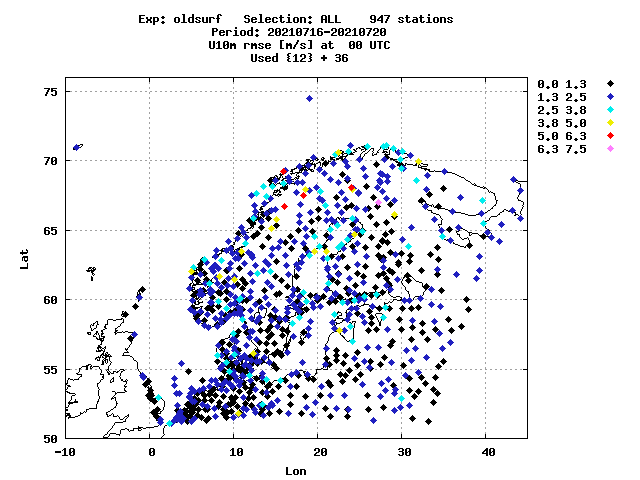 Exp: oldsurf Selection: ALL 947 stations
Period: 20210716-20210720
U10m rmse [m/s] at 00 UTC
Used {12} + 36
0.0 1.3
1.3 2.5
2.5 3.8
3.8 5.0
5.0 6.3
6.3 7.5
75
70
65
60
55
50
Lat
-10 0 10 20 30 40
Lon